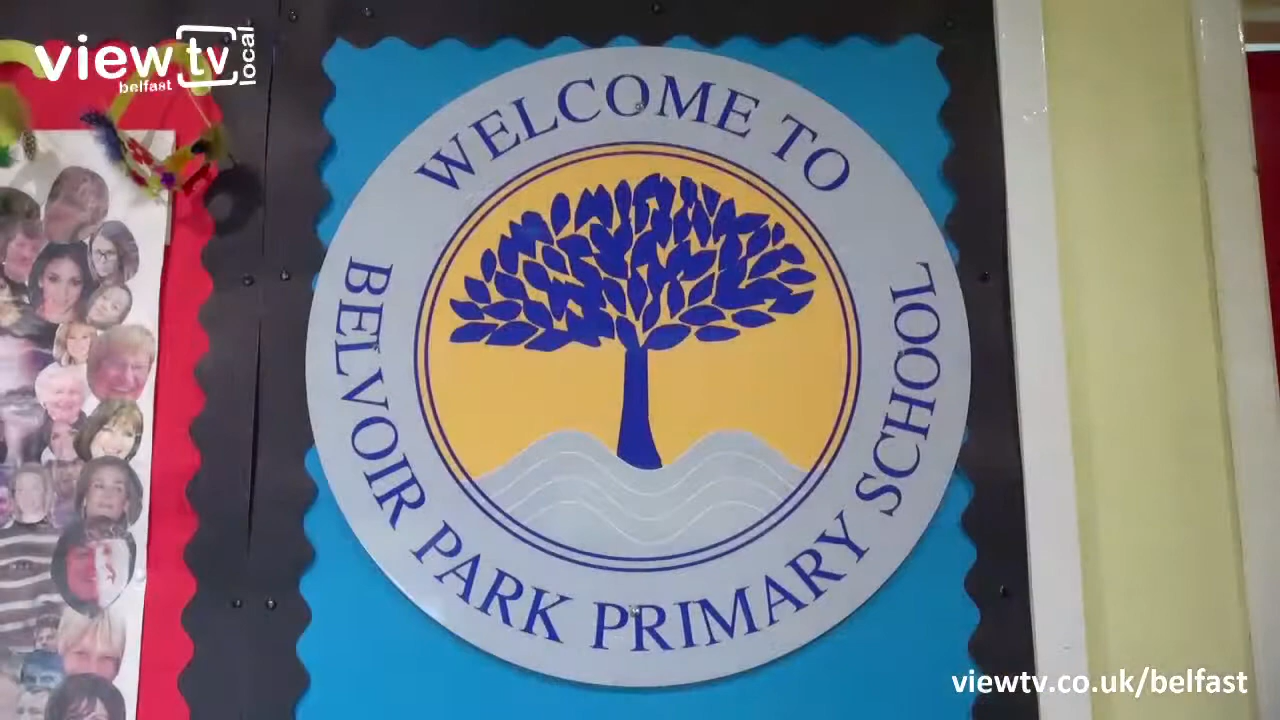 view tv local
belfast
WELCOME TO
BELVOIR PARK PRIMARY SCHOOL
viewtv.co.uk/belfast